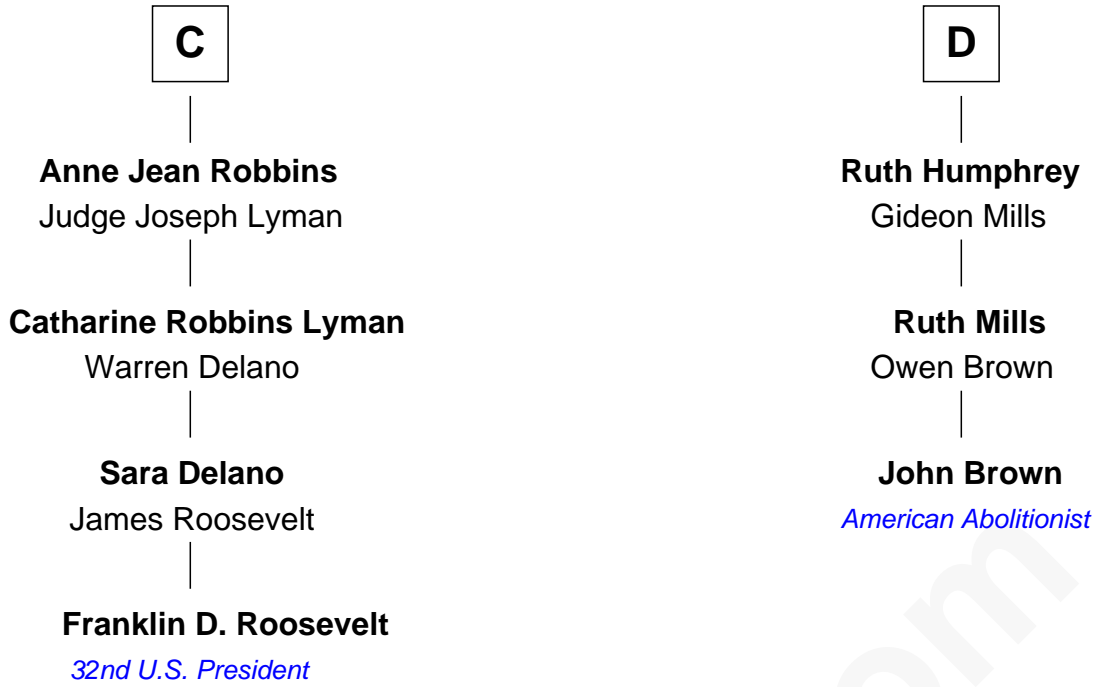 C
Anne Jean Robbins
Judge Joseph Lyman
Catharine Robbins Lyman
Warren Delano
Sara Delano
James Roosevelt
Franklin D. Roosevelt
32nd U.S. President
D
Ruth Humphrey
Gideon Mills
Ruth Mills
Owen Brown
John Brown
American Abolitionist
om